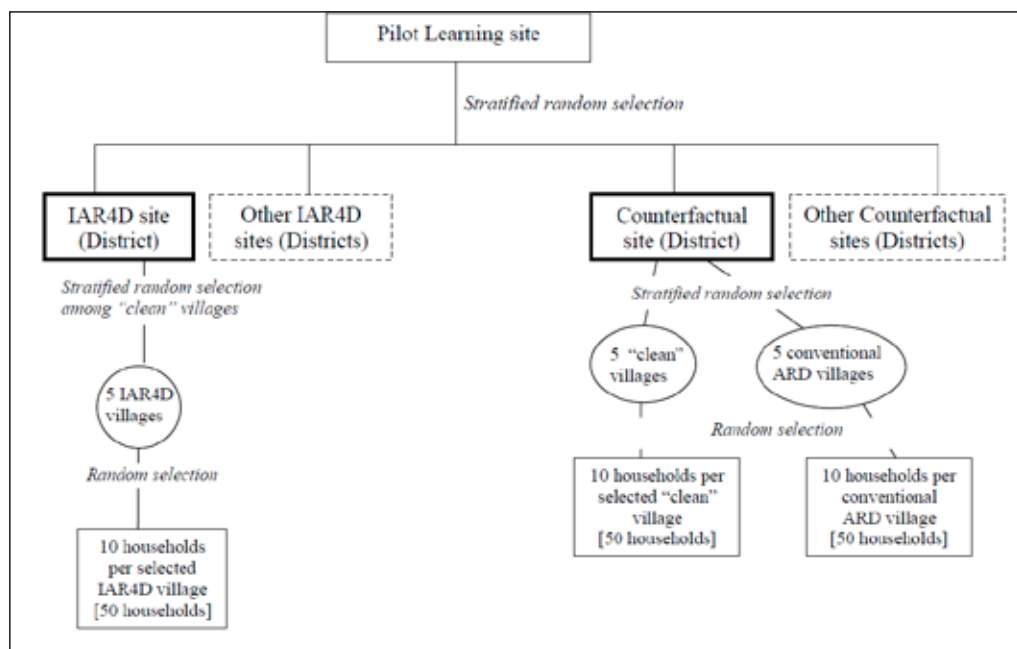 Pilot Learning site
Stratified random selection
IAR4D site
(District)
Other IAR4D
sites (Districts)
Counterfactual
site (District)
Other Counterfactual
sites (Districts)
Stratified random selection
among “clean” villages
Stratified random selection
5 IAR4D
villages
5 “clean”
villages
5 conventional
ARD villages
Random selection
Random selection
10 households
per selected
IAR4D village
[50 households]
10 households per
selected “clean”
village
[50 households]
10 households per
conventional
ARD village
[50 households]